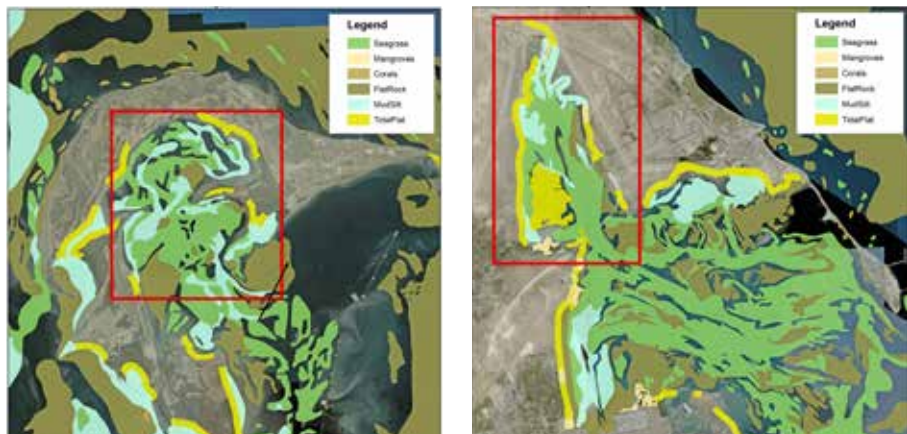 Legend
Seagrass
Mangroves
Corals
FlatRock
MudSilt
TidalFlat
Legend
Seagrass
Mangroves
Corals
FlatRock
MudSilt
TidalFlat